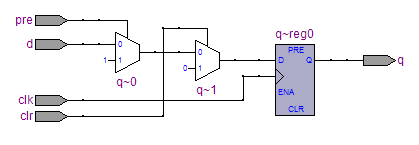 pre
d
clk
clr
0
1 1
q~0
0
0 1
q~1
q~reg0
PRE
D Q
ENA
CLR
q